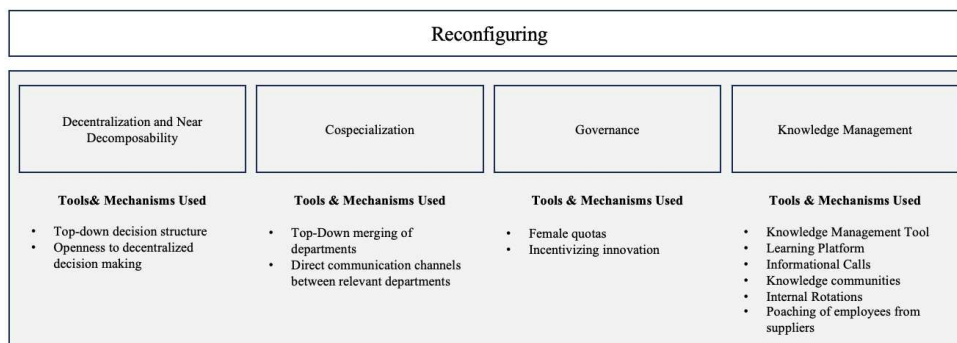 Reconfiguring
Decentralization and Near
Decomposability
Tools& Mechanisms Used
• Top-down decision structure
• Openness to decentralized
decision making
Cospecialization
Tools & Mechanisms Used
• Top-Down merging of
departments
• Direct communication channels
between relevant departments
Governance
Tools & Mechanisms Used
• Female quotas
• Incentivizing innovation
Knowledge Management
Tools & Mechanisms Used
• Knowledge Management Tool
• Learning Platform
• Informational Calls
• Knowledge communities
• Internal Rotations
• Poaching of employees from
suppliers